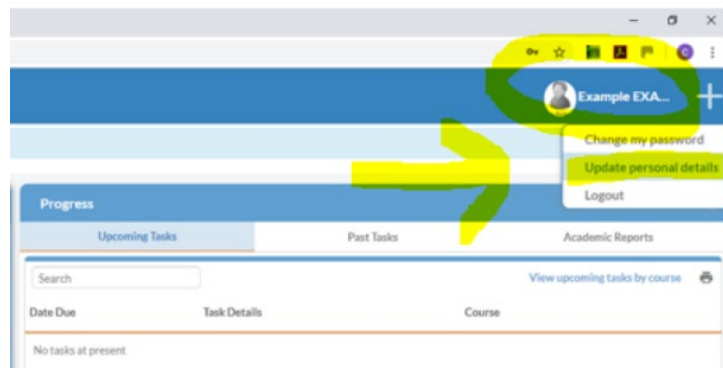 Example EXA...
Change my password
Update personal details
Logout
Progress
Upcoming Tasks Past Tasks Academic Reports
Search View upcoming tasks by course
Date Due Task Details Course
No tasks at present